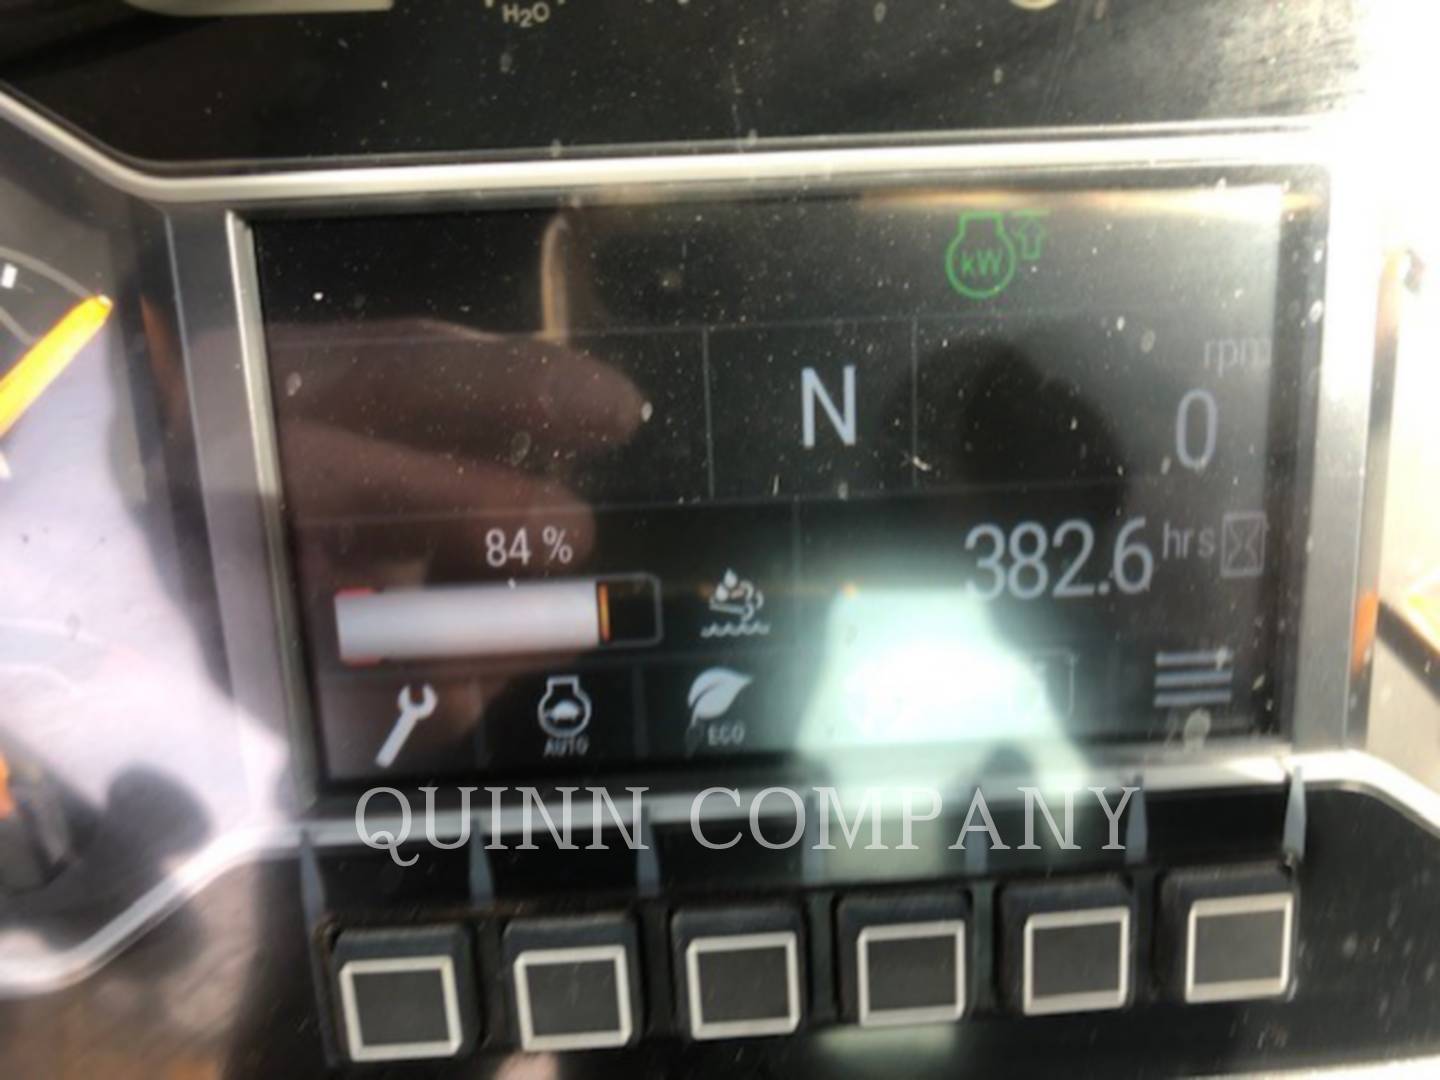 H₂O
kW
rpm
N
0
84 %
382.6 hrs
AUTO
ECO
QUINN COMPANY